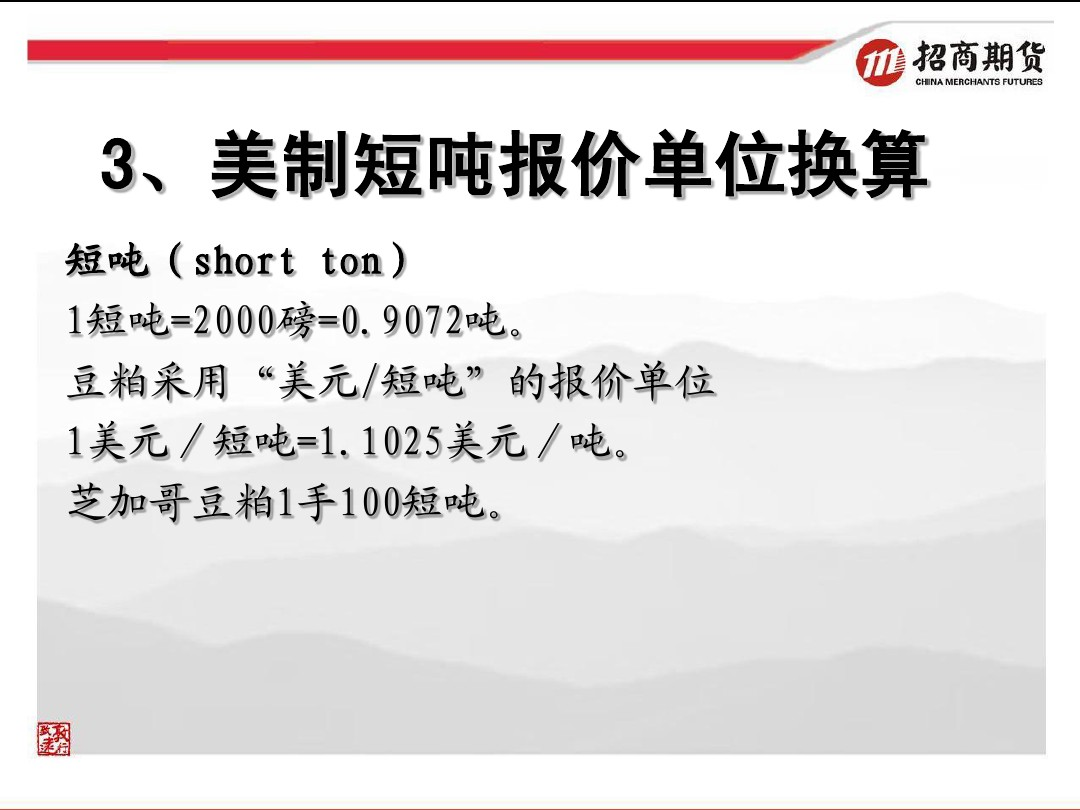 招商期货
CHINA MERCHANTS FUTURES
3、美制短吨报价单位换算
短吨（short ton）
1短吨=2000磅=0.9072吨。
豆粕采用“美元/短吨”的报价单位
1美元／短吨=1.1025美元／吨。
芝加哥豆粕1手100短吨。